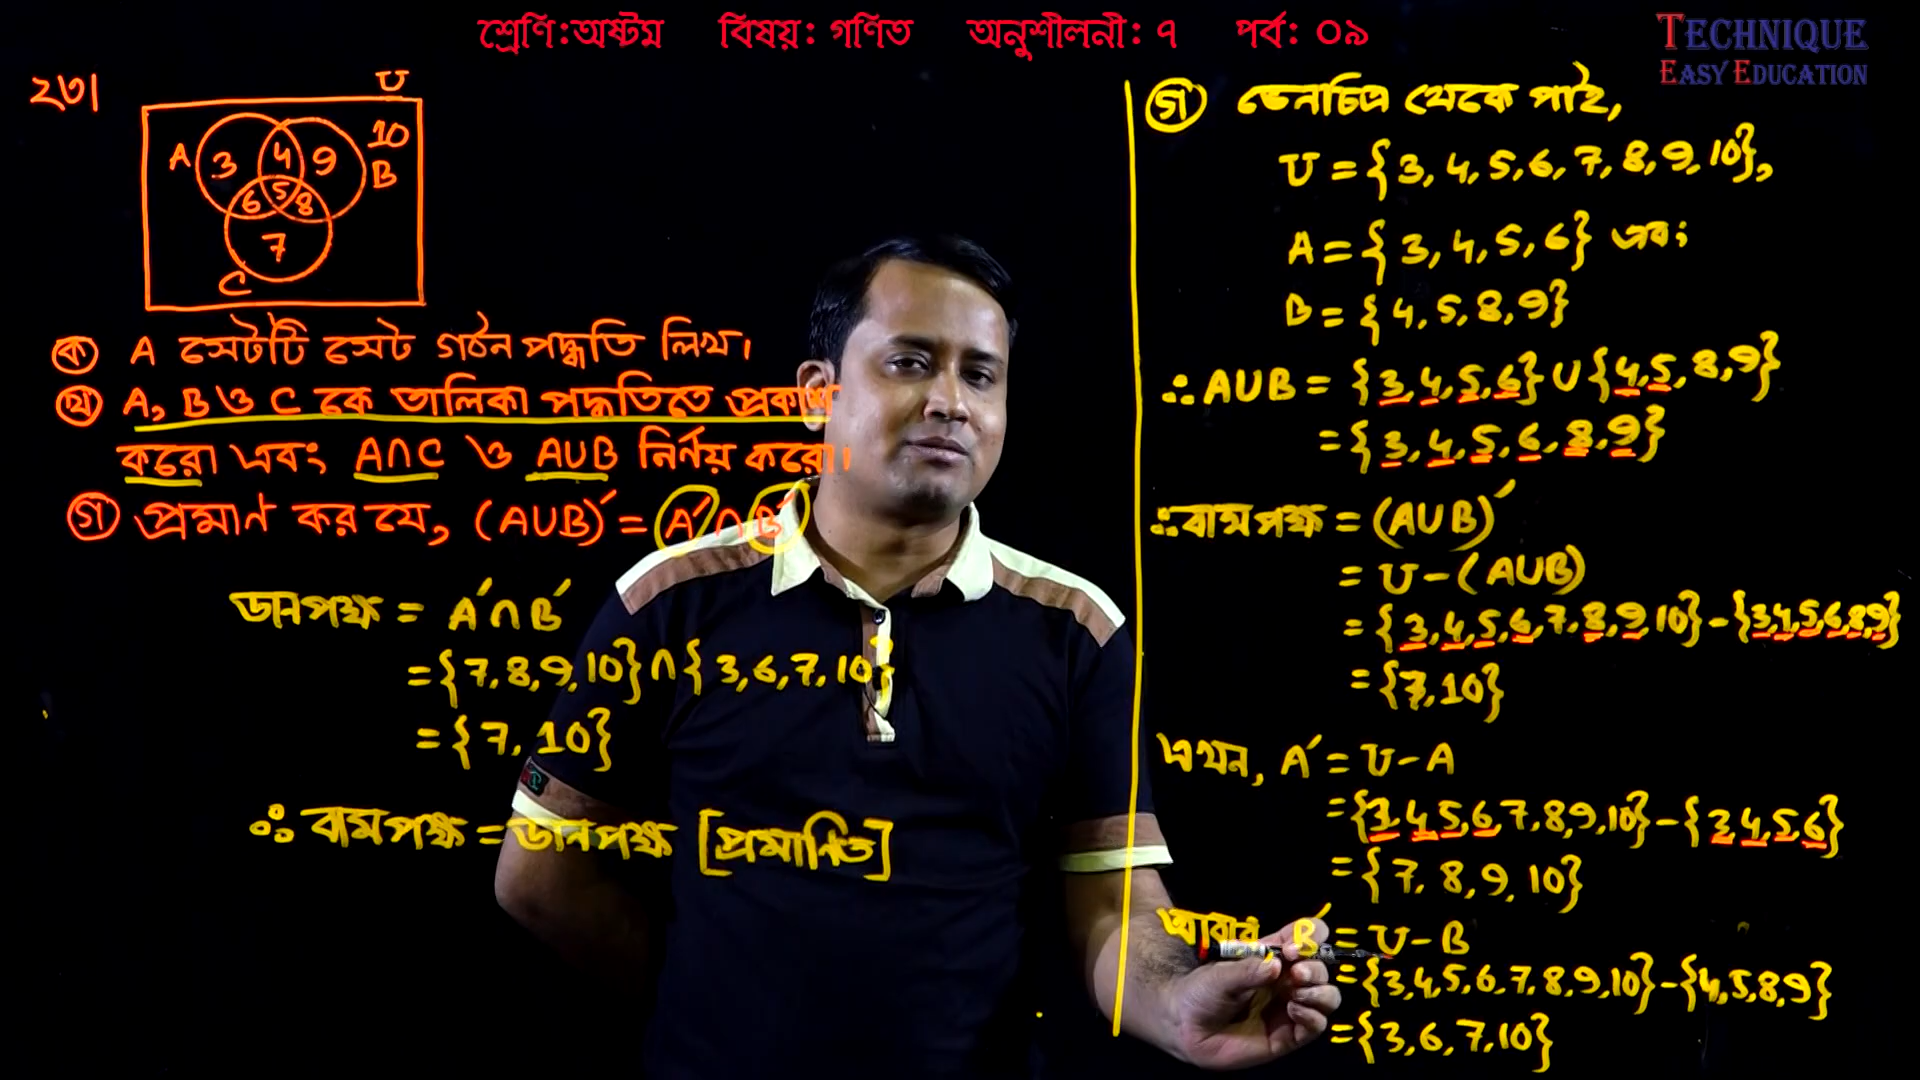 শ্রেণি:অষ্টম বিষয়: গণিত অনুশীলনী: ৭ পর্ব: ০৯
TECHNIQUE
EASY EDUCATION
২৩।
U
A 3 4 9 10
B
6 5 8
7
C
ক A সেটটি সেট গঠন পদ্ধতি লিখ।
খ A, B ও C কে তালিকা পদ্ধতিতে প্রকাশ
করো এবং A∩C ও A∪B নির্ণয় করো।
গ প্রমাণ কর যে, (A∪B)′ = A′∩B′
ডানপক্ষ = A′∩B′
={7,8,9,10}∩{3,6,7,10}
={7,10}
∴ বামপক্ষ = ডানপক্ষ [প্রমাণিত]
গ ভেনচিত্র থেকে পাই,
U={3,4,5,6,7,8,9,10},
A={3,4,5,6} এবং
B={4,5,8,9}
∴A∪B={3,4,5,6}∪{4,5,8,9}
={3,4,5,6,8,9}
∴বামপক্ষ=(A∪B)′
=U-(A∪B)
={3,4,5,6,7,8,9,10}-{3,4,5,6,8,9}
={7,10}
এখন, A′=U-A
={3,4,5,6,7,8,9,10}-{3,4,5,6}
={7,8,9,10}
আবার, B′=U-B
={3,4,5,6,7,8,9,10}-{4,5,8,9}
={3,6,7,10}